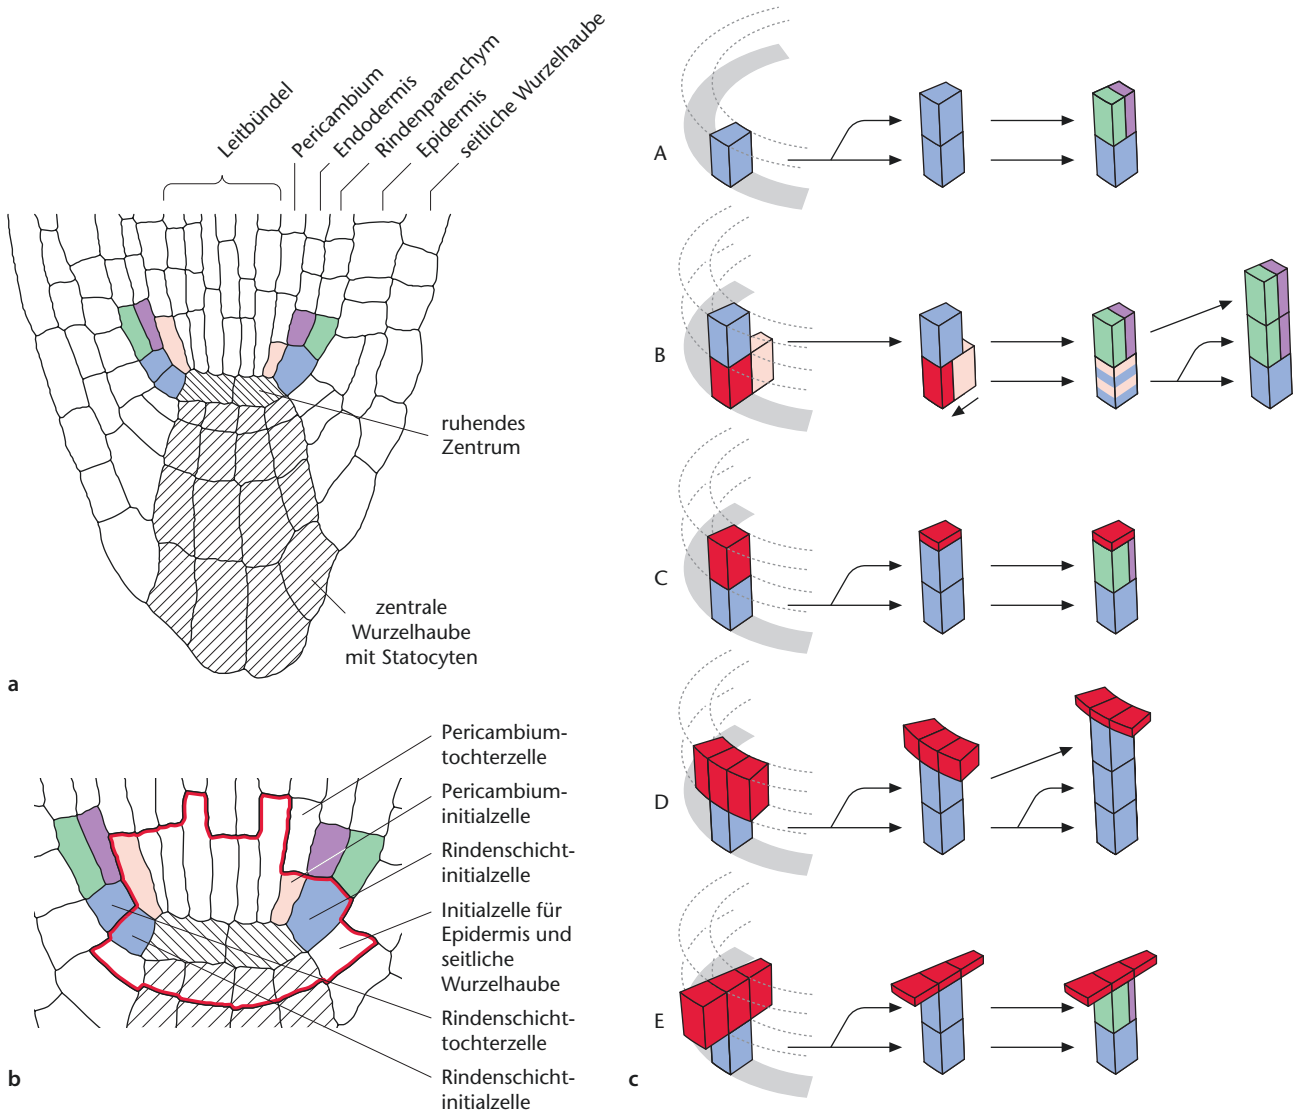 Leitbündel
Pericambium
Endodermis
Rindenparenchym
Epidermis
seitliche Wurzelhaube
ruhendes
Zentrum
zentrale
Wurzelhaube
mit Statocyten
a
Pericambium-
tochterzelle
Pericambium-
initialzelle
Rindenschicht-
initialzelle
Initialzelle für
Epidermis und
seitliche
Wurzelhaube
Rindenschicht-
tochterzelle
Rindenschicht-
initialzelle
b
A
B
C
D
E
c